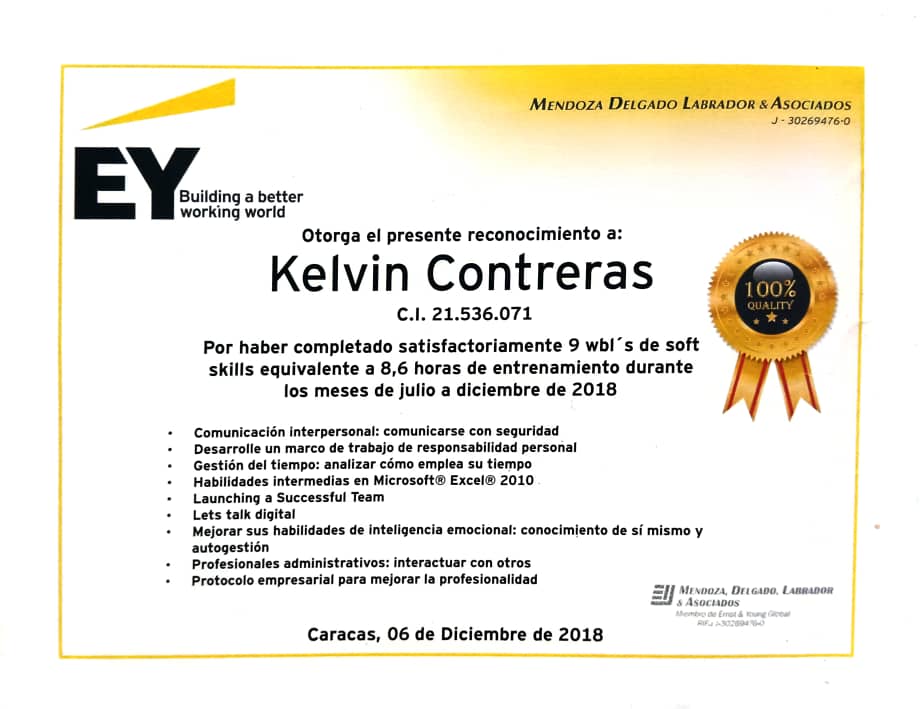 MENDOZA DELGADO LABRADOR & ASOCIADOS
J - 30269476-0
EY
Building a better
working world
Otorga el presente reconocimiento a:
Kelvin Contreras
C.I. 21.536.071
100%
QUALITY
Por haber completado satisfactoriamente 9 wbl´s de soft
skills equivalente a 8,6 horas de entrenamiento durante
los meses de julio a diciembre de 2018
• Comunicación interpersonal: comunicarse con seguridad
• Desarrolle un marco de trabajo de responsabilidad personal
• Gestión del tiempo: analizar cómo emplea su tiempo
• Habilidades intermedias en Microsoft® Excel® 2010
• Launching a Successful Team
• Lets talk digital
• Mejorar sus habilidades de inteligencia emocional: conocimiento de sí mismo y
autogestión
• Profesionales administrativos: interactuar con otros
• Protocolo empresarial para mejorar la profesionalidad
EY MENDOZA, DELGADO, LABRADOR
& ASOCIADOS
Miembro de Ernst & Young Global
RIF.: J-30269476-0
Caracas, 06 de Diciembre de 2018